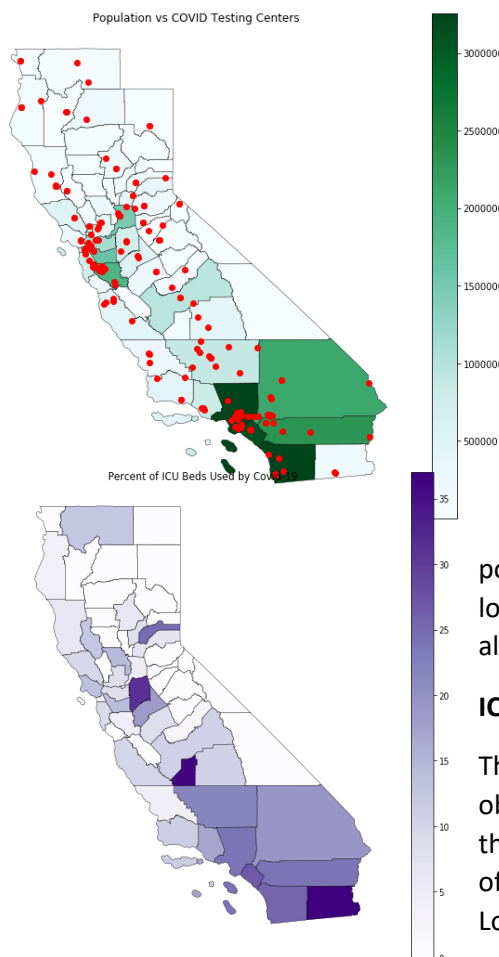 Population vs COVID Testing Centers
3000000
2500000
2000000
1500000
1000000
500000
Percent of ICU Beds Used by Covid-19
35
30
25
20
15
10
5
0
po
lo
al
IC
Th
ob
th
of
Lo